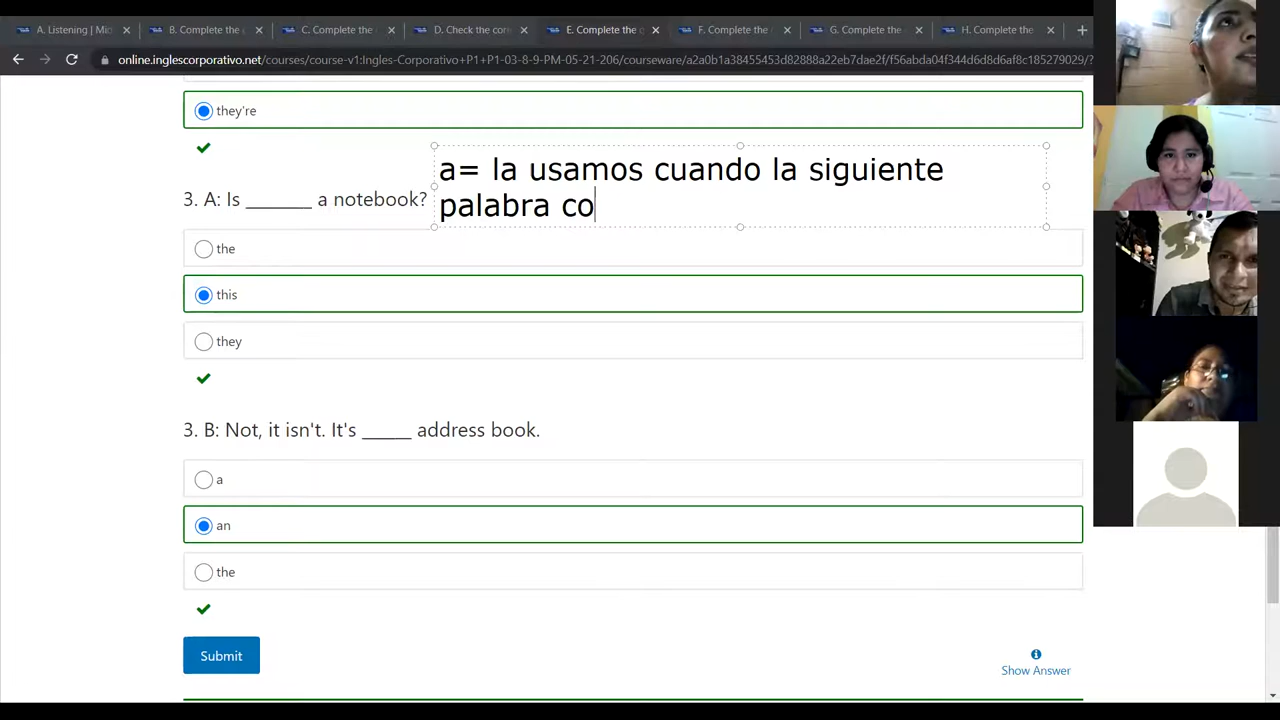 A. Listening | Mic
B. Complete the
C. Complete the
D. Check the corr
E. Complete the c
F. Complete the
G. Complete the
H. Complete the
online.inglescorporativo.net/courses/course-v1:Ingles-Corporativo+P1+P1-03-8-9-PM-05-21-206/courseware/a2a0b1a38455453d82888a22eb7dae2f/f56abda04f344d6d8d6af8c185279029/?
they're
a= la usamos cuando la siguiente
palabra co
3. A: Is _______ a notebook?
the
this
they
3. B: Not, it isn't. It's _____ address book.
a
an
the
Submit
Show Answer